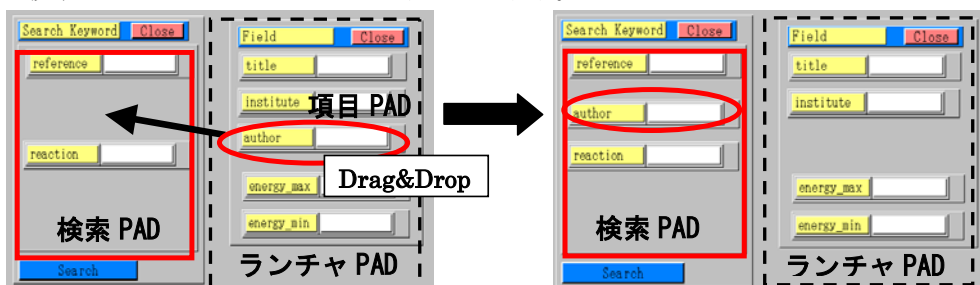 Search Keyword Close
reference
reaction
検索 PAD
Search
Field Close
title
institute
項目 PAD
author
Drag&Drop
energy_max
energy_min
ランチャ PAD
Search Keyword Close
reference
author
reaction
検索 PAD
Search
Field Close
title
institute
energy_max
energy_min
ランチャ PAD